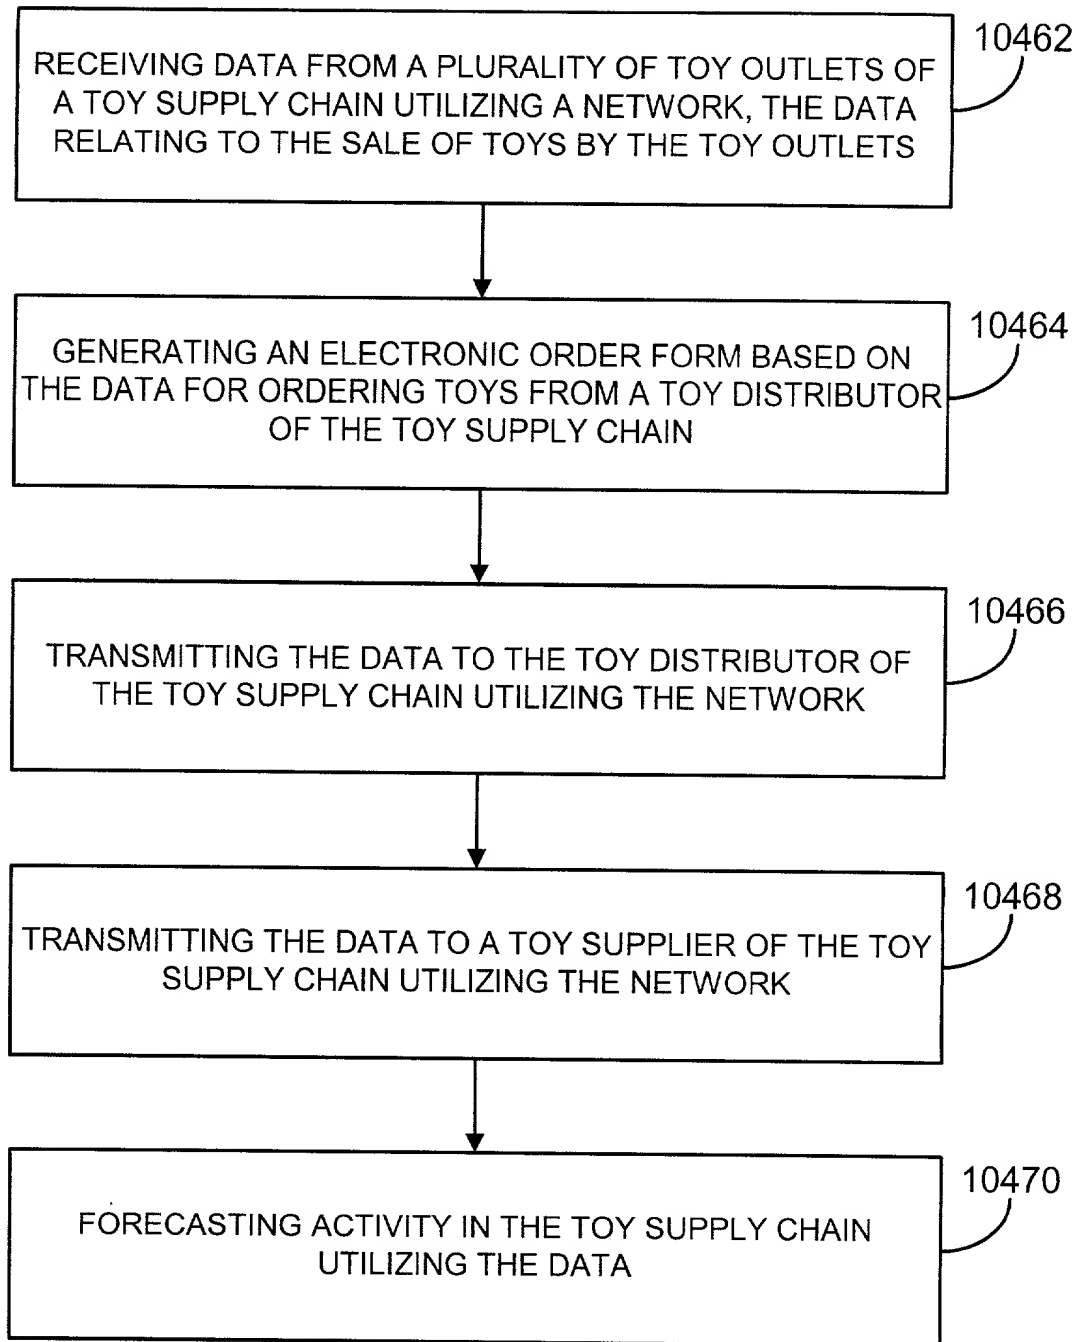 10462
RECEIVING DATA FROM A PLURALITY OF TOY OUTLETS OF
A TOY SUPPLY CHAIN UTILIZING A NETWORK, THE DATA
RELATING TO THE SALE OF TOYS BY THE TOY OUTLETS
10464
GENERATING AN ELECTRONIC ORDER FORM BASED ON
THE DATA FOR ORDERING TOYS FROM A TOY DISTRIBUTOR
OF THE TOY SUPPLY CHAIN
10466
TRANSMITTING THE DATA TO THE TOY DISTRIBUTOR OF
THE TOY SUPPLY CHAIN UTILIZING THE NETWORK
10468
TRANSMITTING THE DATA TO A TOY SUPPLIER OF THE TOY
SUPPLY CHAIN UTILIZING THE NETWORK
10470
FORECASTING ACTIVITY IN THE TOY SUPPLY CHAIN
UTILIZING THE DATA